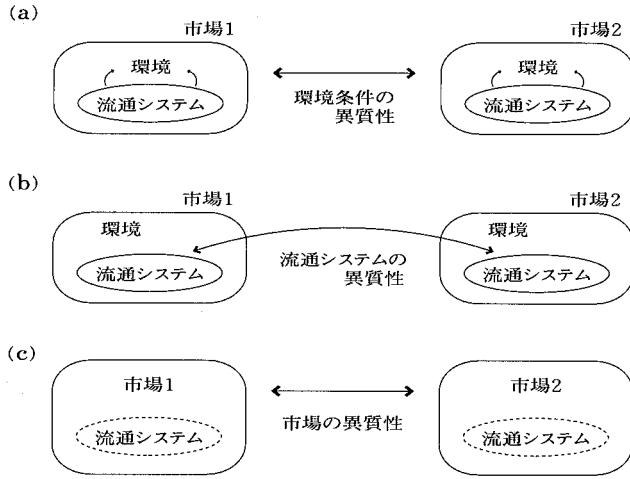 (a)
市場1
市場2
環境
環境
流通システム
環境条件の
異質性
流通システム
(b)
市場1
市場2
環境
環境
流通システム
流通システムの
異質性
流通システム
(c)
市場1
市場2
流通システム
市場の異質性
流通システム